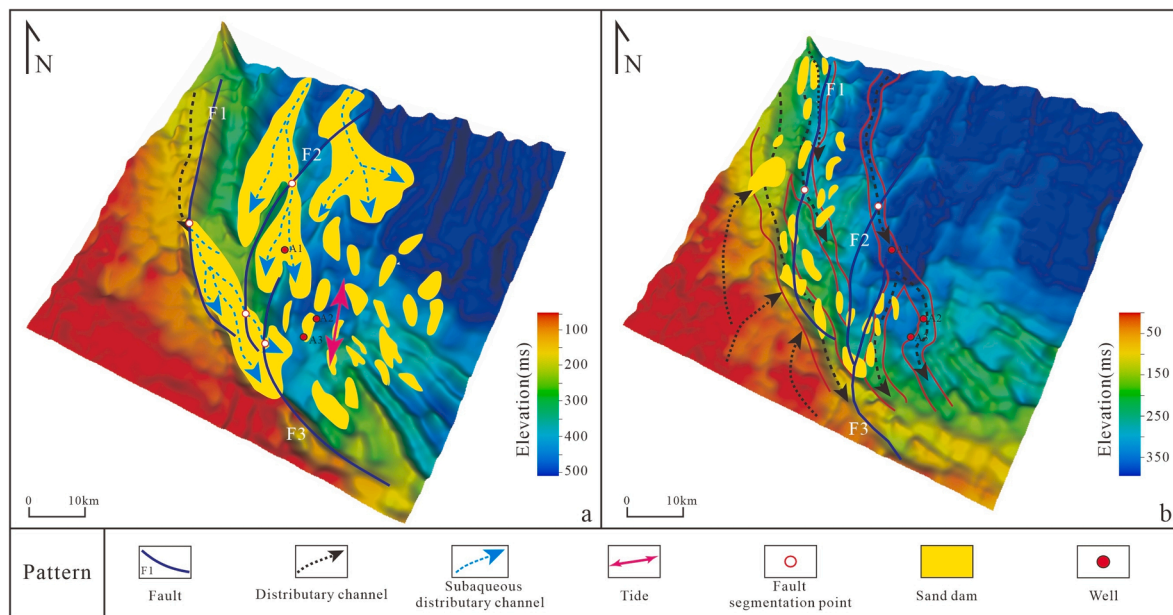 N
F1
F2
A1
A2
A3
F3
Elevation(ms)
100
200
300
400
500
0 10km
a
N
F1
F2
A2
F3
Elevation(ms)
0
50
150
250
350
0 10km
b
Pattern
F1
Fault
Distributary channel
Subaqueous
distributary channel
Tide
Fault
segmentation point
Sand dam
Well